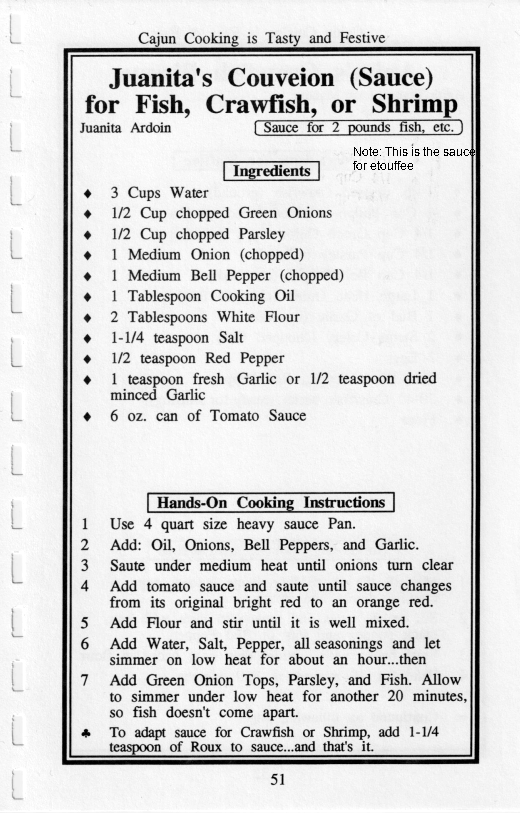 Cajun Cooking is Tasty and Festive
Juanita's Couveion (Sauce)
for Fish, Crawfish, or Shrimp
Juanita Ardoin
Sauce for 2 pounds fish, etc.
Note: This is the sauce
for etouffee
Ingredients
♦ 3 Cups Water
♦ 1/2 Cup chopped Green Onions
♦ 1/2 Cup chopped Parsley
♦ 1 Medium Onion (chopped)
♦ 1 Medium Bell Pepper (chopped)
♦ 1 Tablespoon Cooking Oil
♦ 2 Tablespoons White Flour
♦ 1-1/4 teaspoon Salt
♦ 1/2 teaspoon Red Pepper
♦ 1 teaspoon fresh Garlic or 1/2 teaspoon dried
minced Garlic
♦ 6 oz. can of Tomato Sauce
Hands-On Cooking Instructions
1 Use 4 quart size heavy sauce Pan.
2 Add: Oil, Onions, Bell Peppers, and Garlic.
3 Saute under medium heat until onions turn clear
4 Add tomato sauce and saute until sauce changes
from its original bright red to an orange red.
5 Add Flour and stir until it is well mixed.
6 Add Water, Salt, Pepper, all seasonings and let
simmer on low heat for about an hour...then
7 Add Green Onion Tops, Parsley, and Fish. Allow
to simmer under low heat for another 20 minutes,
so fish doesn't come apart.
♣ To adapt sauce for Crawfish or Shrimp, add 1-1/4
teaspoon of Roux to sauce...and that's it.
51